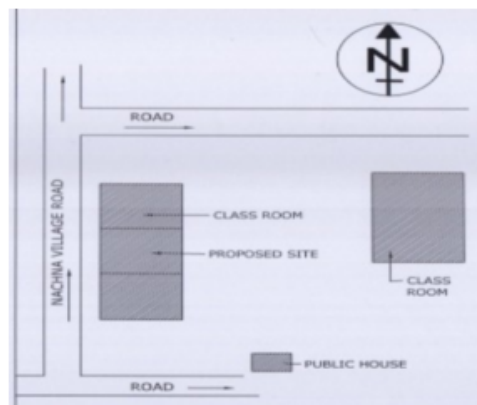 N
ROAD
NACHNA VILLAGE ROAD
CLASS ROOM
PROPOSED SITE
CLASS
ROOM
PUBLIC HOUSE
ROAD